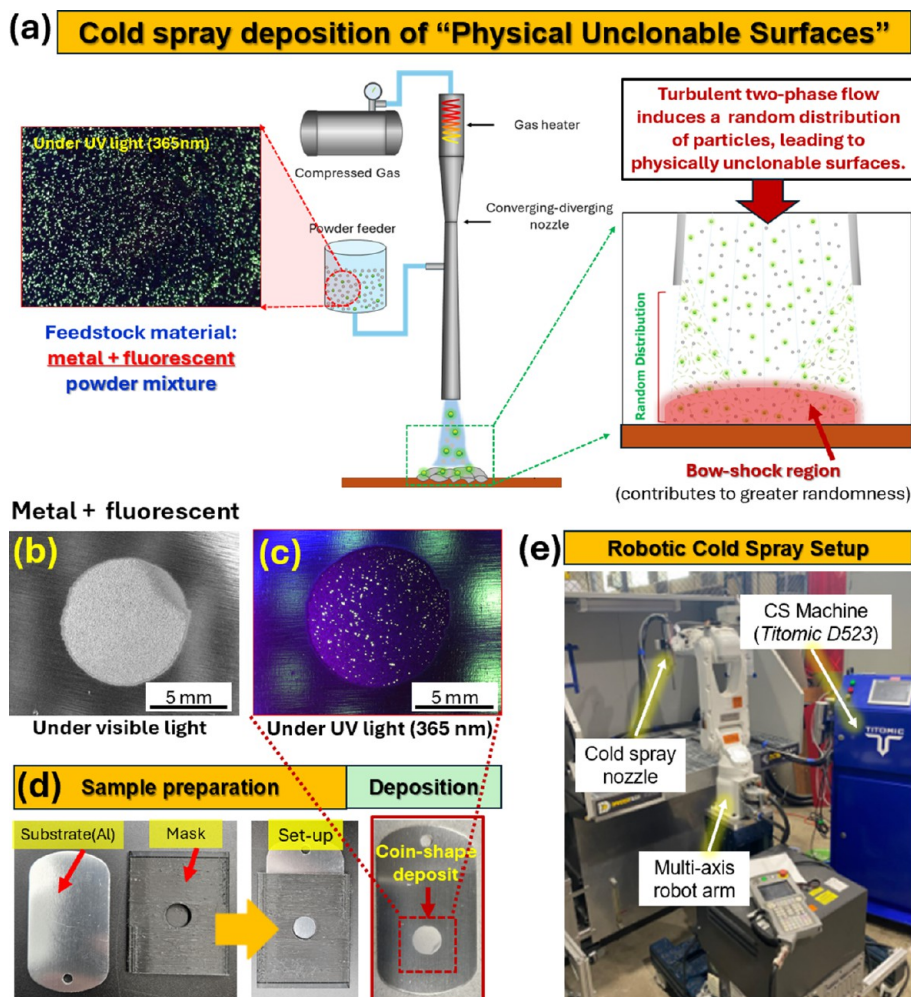 (a) Cold spray deposition of “Physical Unclonable Surfaces”
Under UV light (365nm)
Feedstock material:
metal + fluorescent
powder mixture
Compressed Gas
Powder feeder
Gas heater
Converging-diverging
nozzle
Turbulent two-phase flow
induces a random distribution
of particles, leading to
physically unclonable surfaces.
Random Distribution
Bow-shock region
(contributes to greater randomness)
Metal + fluorescent
(b)
5 mm
Under visible light
(c)
5 mm
Under UV light (365 nm)
(d)
Sample preparation
Deposition
Substrate(Al)
Mask
Set-up
Coin-shape
deposit
(e)
Robotic Cold Spray Setup
CS Machine
(Titomic D523)
TITOMIC
Cold spray
nozzle
Multi-axis
robot arm